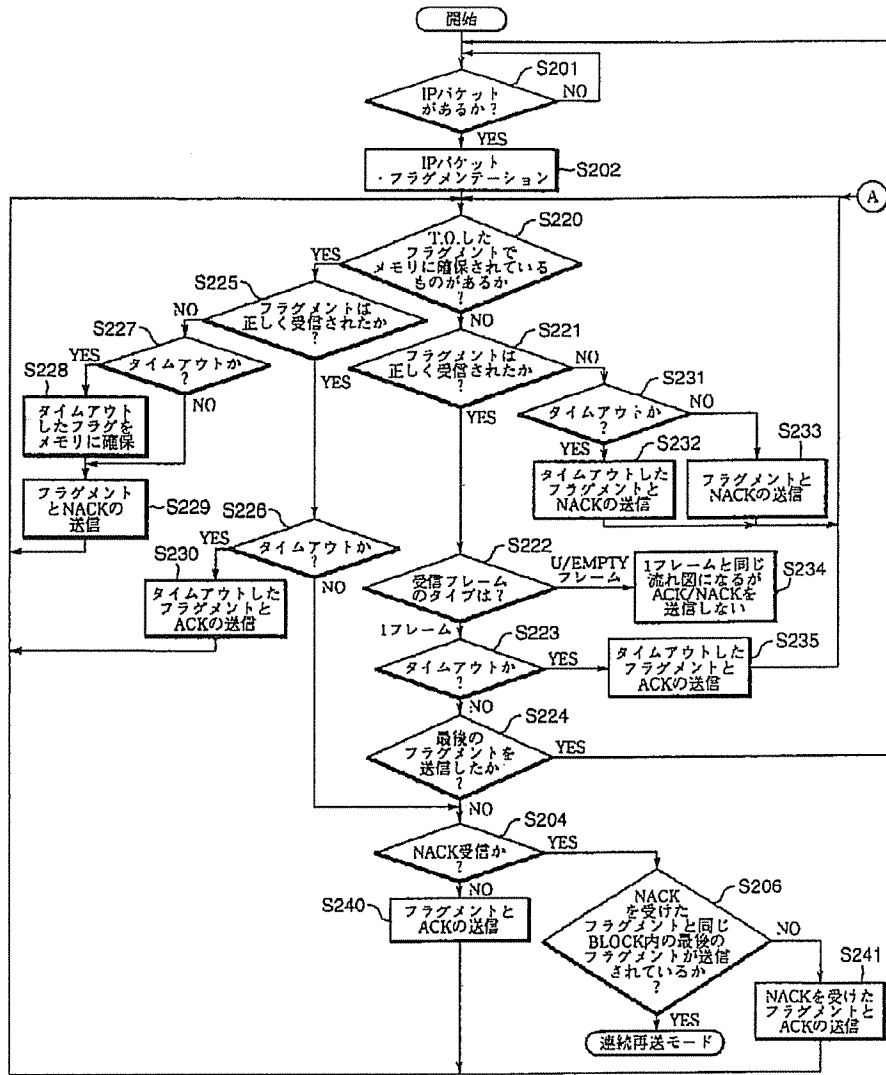 開始
S201
IPパケット
があるか?
NO
YES
IPパケット
・フラグメンテーション
S202
A
S220
T.O.した
フラグメントで
メモリに確保されている
ものがあるか
?
YES
NO
S225
フラグメントは
正しく受信されたか
?
NO
YES
S221
フラグメントは
正しく受信されたか
?
NO
YES
S227
タイムアウトか
?
YES
NO
S228
タイムアウト
したフラグを
メモリに確保
S231
タイムアウトか
?
NO
YES
S232
タイムアウトした
フラグメントと
NACKの送信
S233
フラグメントと
NACKの送信
フラグメント
とNACKの
送信
S229
S226
タイムアウトか
?
YES
NO
S230
タイムアウトした
フラグメントと
ACKの送信
S222
受信フレーム
のタイプは?
U/EMPTY
フレーム
1フレームと同じ
流れ図になるが
ACK/NACKを
送信しない
S234
1フレーム
S223
タイムアウトか
?
YES
NO
タイムアウトした
フラグメントと
ACKの送信
S235
S224
最後の
フラグメントを
送信したか
?
YES
NO
S204
NACK受信か
?
YES
NO
S240
フラグメントと
ACKの送信
S206
NACK
を受けた
フラグメントと同じ
BLOCK内の最後の
フラグメントが送信
されているか
?
NO
YES
S241
NACKを受けた
フラグメントと
ACKの送信
連続再送モード